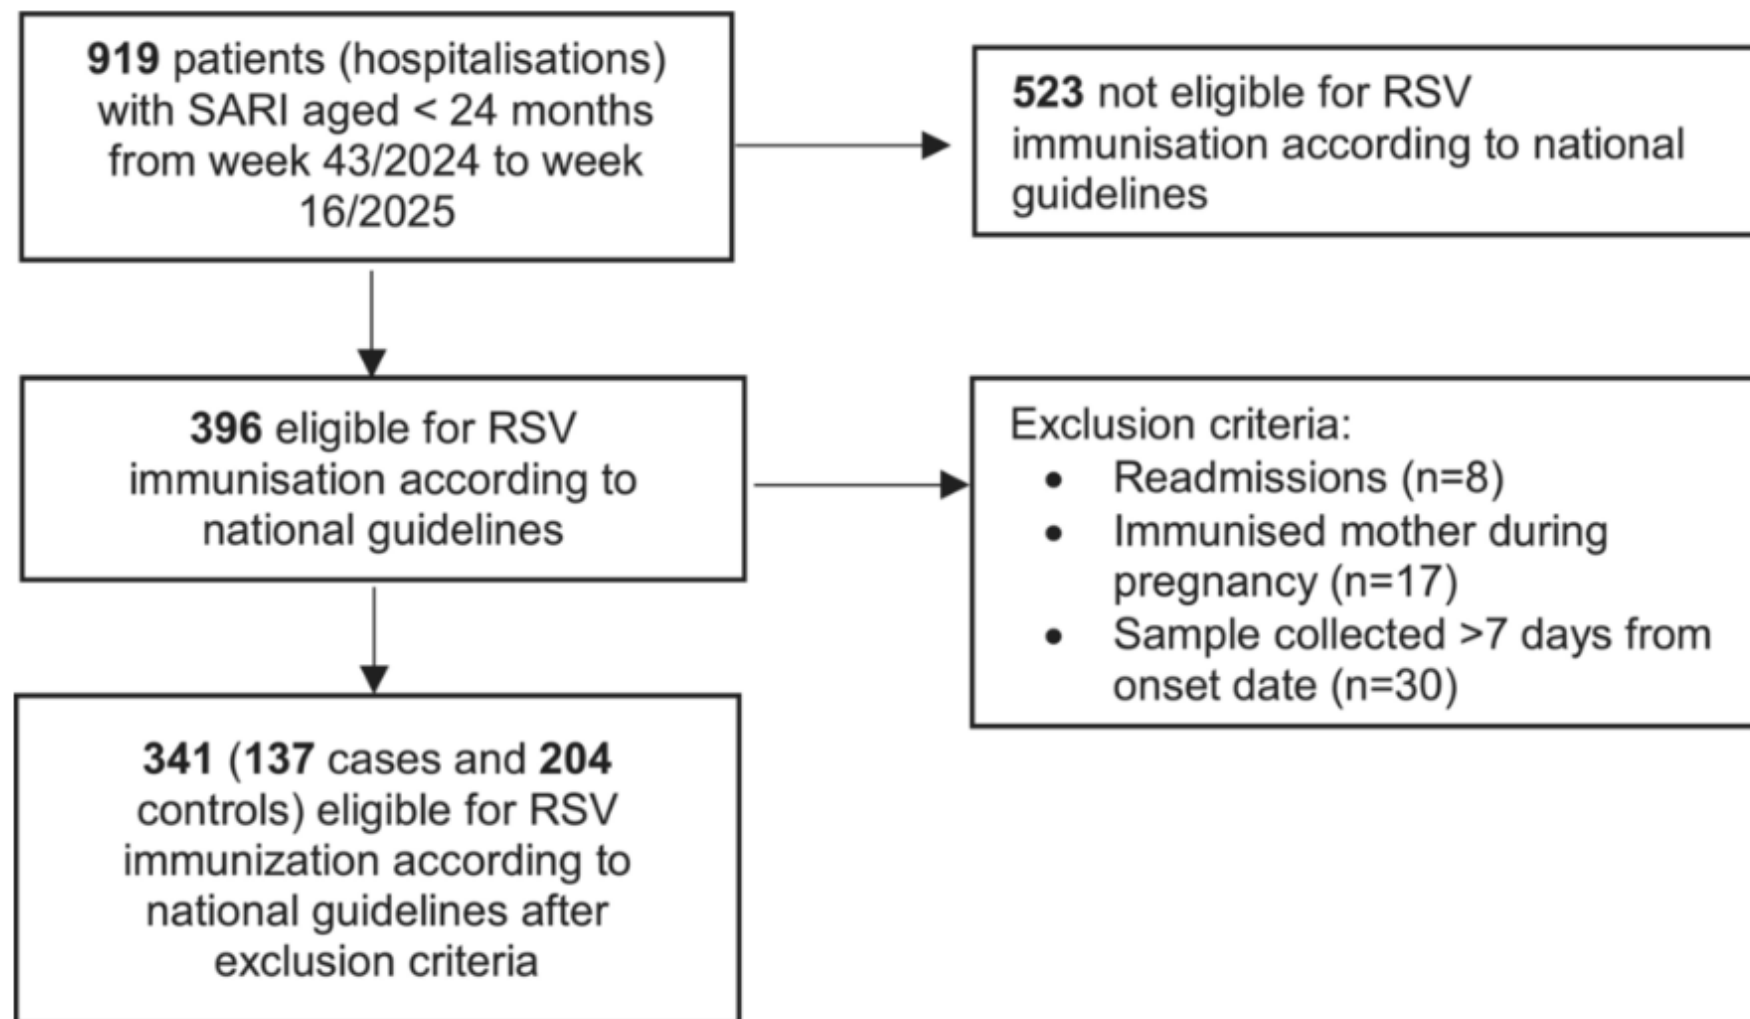 919 patients (hospitalisations)
with SARI aged < 24 months
from week 43/2024 to week
16/2025
523 not eligible for RSV
immunisation according to national
guidelines
396 eligible for RSV
immunisation according to
national guidelines
Exclusion criteria:
• Readmissions (n=8)
• Immunised mother during
pregnancy (n=17)
• Sample collected >7 days from
onset date (n=30)
341 (137 cases and 204
controls) eligible for RSV
immunization according to
national guidelines after
exclusion criteria